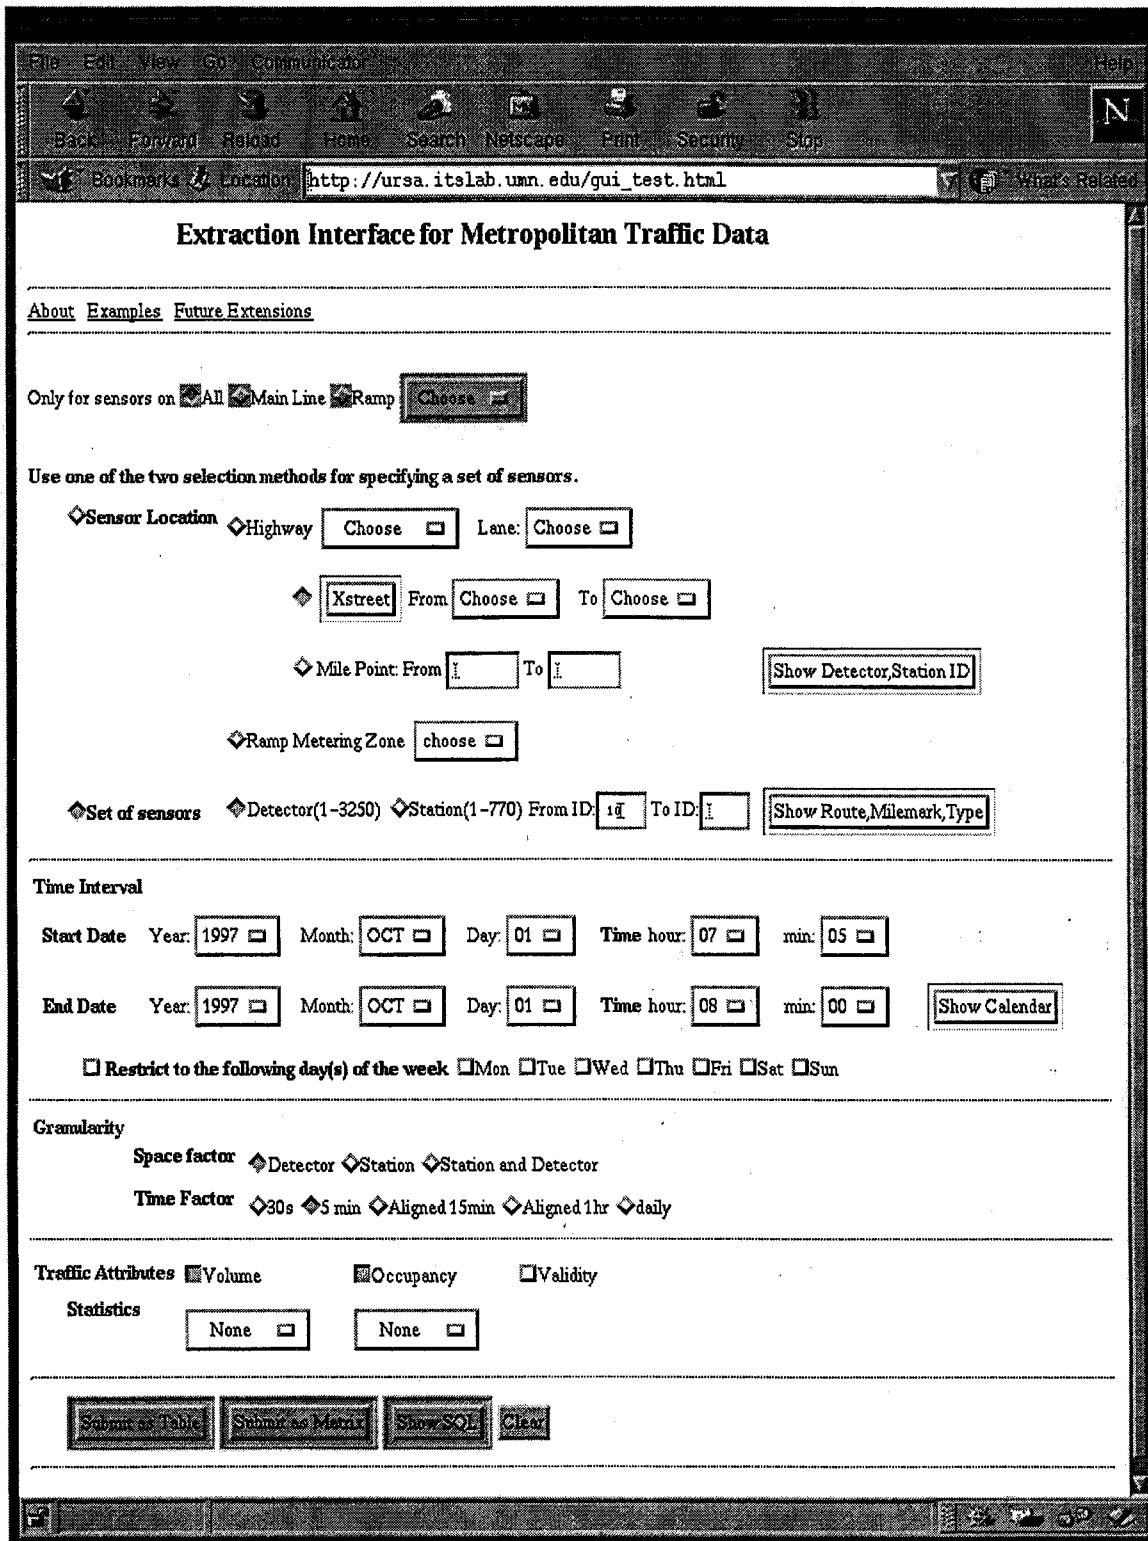 File Edit View Go Communicator Help
Back Forward Reload Home Search Netscape Print Security Stop N
Bookmarks Location: http://ursa.itslab.umn.edu/gui_test.html What's Related
Extraction Interface for Metropolitan Traffic Data
About Examples Future Extensions
Only for sensors on All Main Line Ramp Choose
Use one of the two selection methods for specifying a set of sensors.
Sensor Location Highway Choose Lane: Choose
Xstreet From Choose To Choose
Mile Point: From To Show Detector,Station ID
Ramp Metering Zone choose
Set of sensors Detector(1-3250) Station(1-770) From ID: 10 To ID: Show Route,Milemark,Type
Time Interval
Start Date Year: 1997 Month: OCT Day: 01 Time hour: 07 min: 05
End Date Year: 1997 Month: OCT Day: 01 Time hour: 08 min: 00 Show Calendar
Restrict to the following day(s) of the week Mon Tue Wed Thu Fri Sat Sun
Granularity
Space factor Detector Station Station and Detector
Time Factor 30s 5 min Aligned 15min Aligned 1hr daily
Traffic Attributes Volume Occupancy Validity
Statistics None None
Submit as Table Submit as Matrix Show SQL Clear